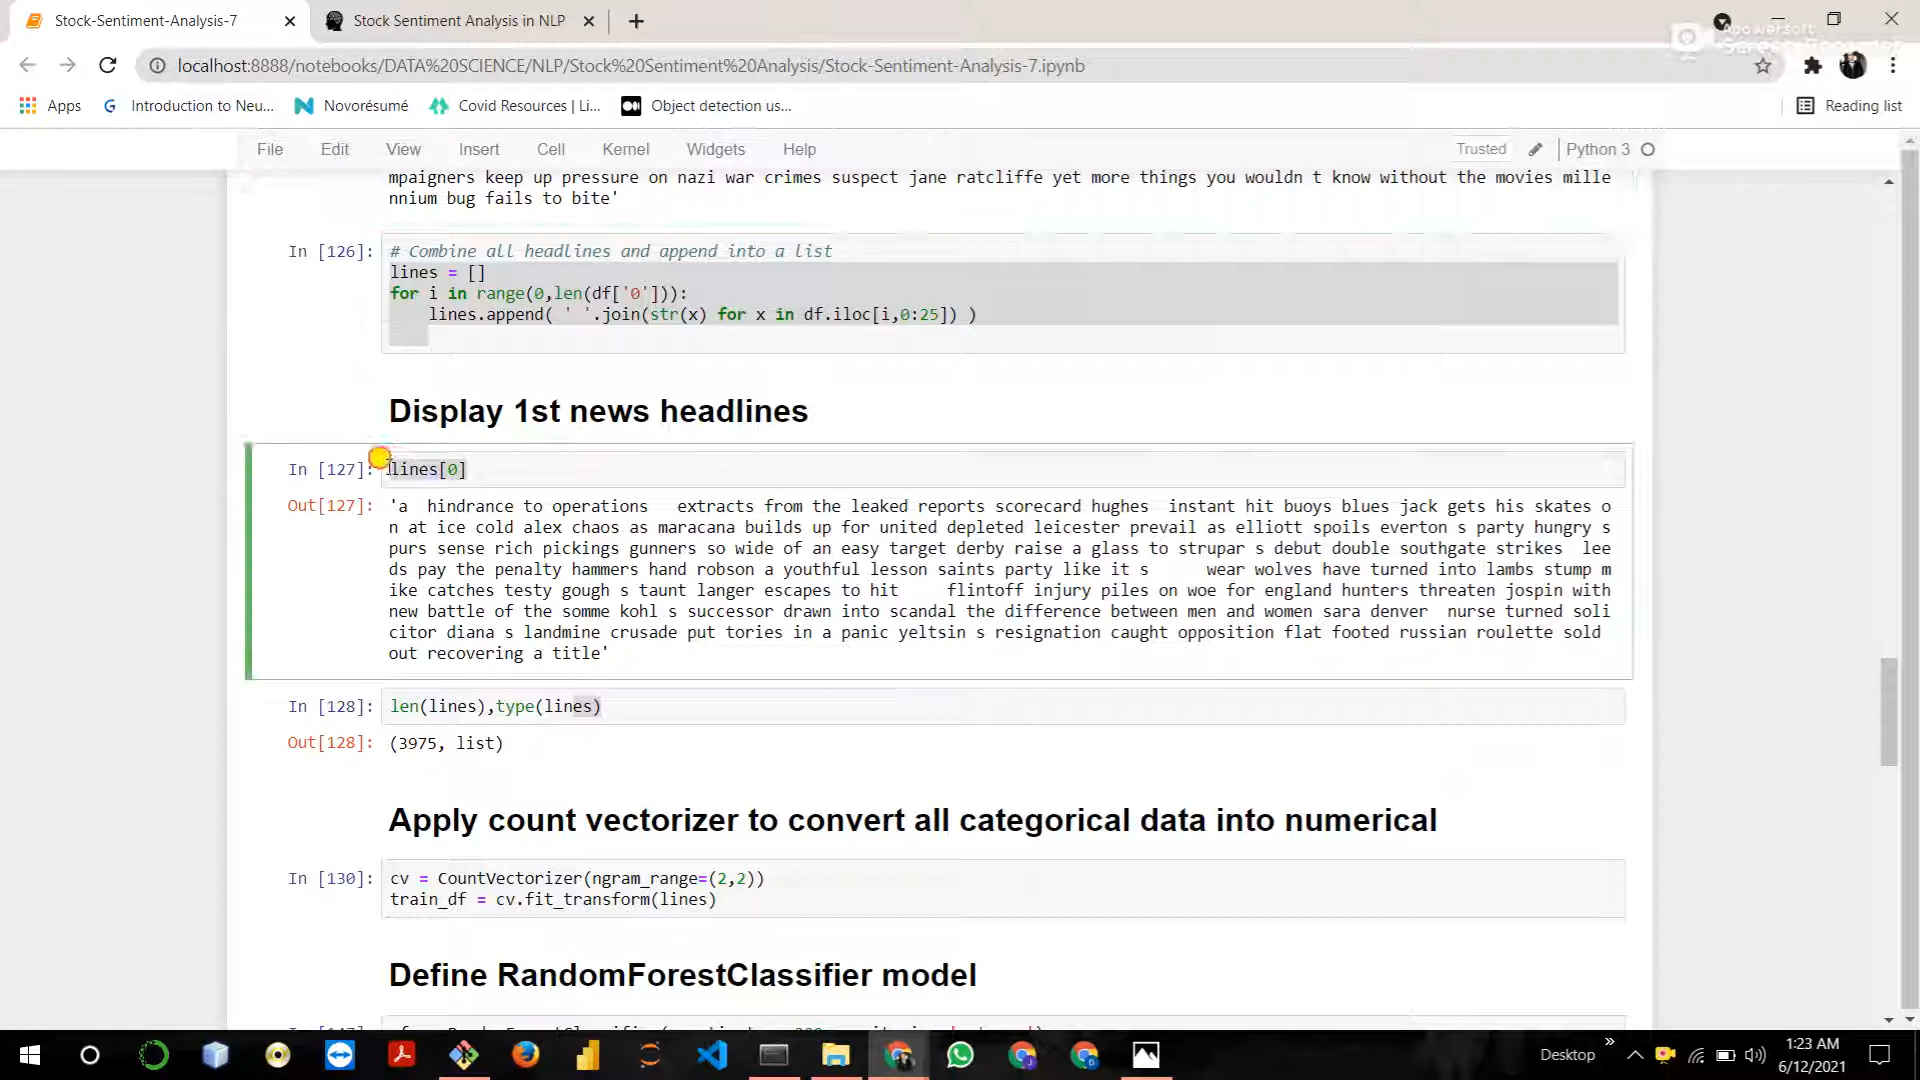 Stock-Sentiment-Analysis-7
Stock Sentiment Analysis in NLP
Apowersoft
localhost:8888/notebooks/DATA%20SCIENCE/NLP/Stock%20Sentiment%20Analysis/Stock-Sentiment-Analysis-7.ipynb
Apps
Introduction to Neu...
Novorésumé
Covid Resources | Li...
Object detection us...
Reading list
File Edit View Insert Cell Kernel Widgets Help
Trusted
Python 3
mpaigners keep up pressure on nazi war crimes suspect jane ratcliffe yet more things you wouldn t know without the movies mille
nnium bug fails to bite'
In [126]: # Combine all headlines and append into a list
lines = []
for i in range(0,len(df['0'])):
lines.append( ' '.join(str(x) for x in df.iloc[i,0:25]) )
Display 1st news headlines
In [127]: lines[0]
Out[127]: 'a  hindrance to operations   extracts from the leaked reports scorecard hughes  instant hit buoys blues jack gets his skates o
n at ice cold alex chaos as maracana builds up for united depleted leicester prevail as elliott spoils everton s party hungry s
purs sense rich pickings gunners so wide of an easy target derby raise a glass to strupar s debut double southgate strikes  lee
ds pay the penalty hammers hand robson a youthful lesson saints party like it s      wear wolves have turned into lambs stump m
ike catches testy gough s taunt langer escapes to hit     flintoff injury piles on woe for england hunters threaten jospin with
new battle of the somme kohl s successor drawn into scandal the difference between men and women sara denver  nurse turned soli
citor diana s landmine crusade put tories in a panic yeltsin s resignation caught opposition flat footed russian roulette sold
out recovering a title'
In [128]: len(lines),type(lines)
Out[128]: (3975, list)
Apply count vectorizer to convert all categorical data into numerical
In [130]: cv = CountVectorizer(ngram_range=(2,2))
train_df = cv.fit_transform(lines)
Define RandomForestClassifier model
Desktop
1:23 AM
6/12/2021